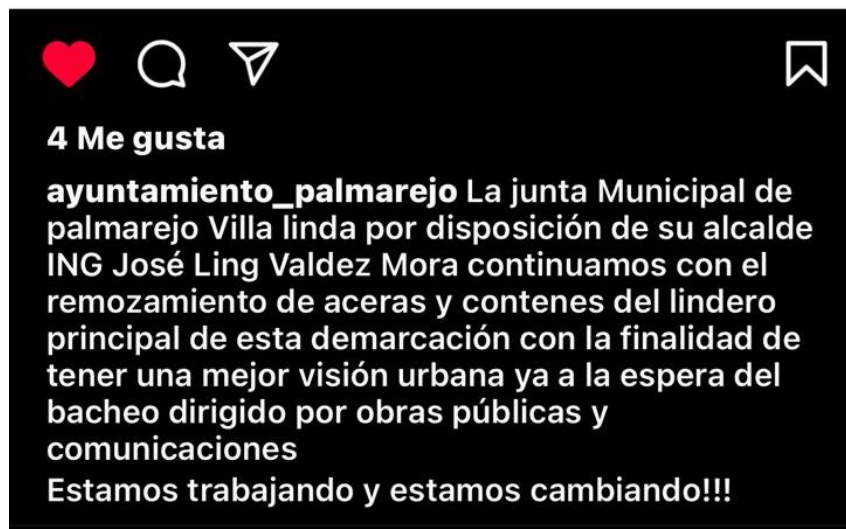 4 Me gusta
ayuntamiento_palmarejo La junta Municipal de
palmarejo Villa linda por disposición de su alcalde
ING José Ling Valdez Mora continuamos con el
remozamiento de aceras y contenes del lindero
principal de esta demarcación con la finalidad de
tener una mejor visión urbana ya a la espera del
bacheo dirigido por obras públicas y
comunicaciones
Estamos trabajando y estamos cambiando!!!